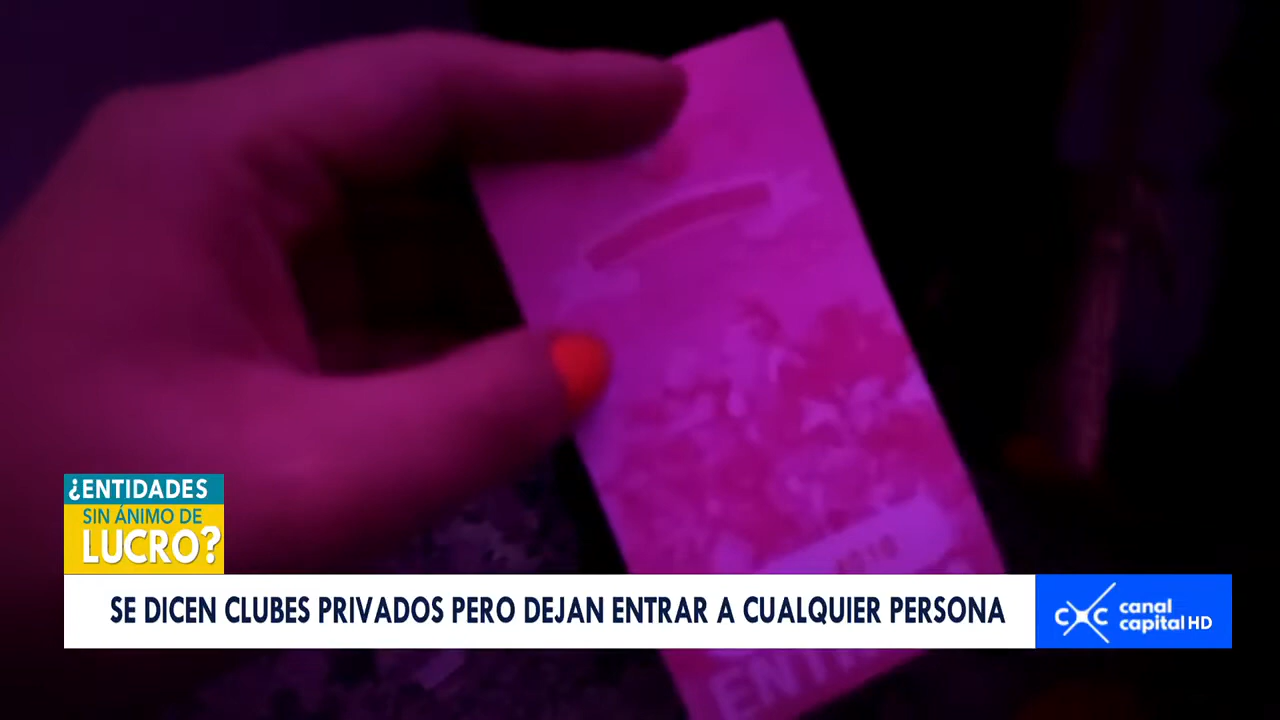 ¿ENTIDADES
SIN ÁNIMO DE
LUCRO?
SE DICEN CLUBES PRIVADOS PERO DEJAN ENTRAR A CUALQUIER PERSONA
canal
capital HD